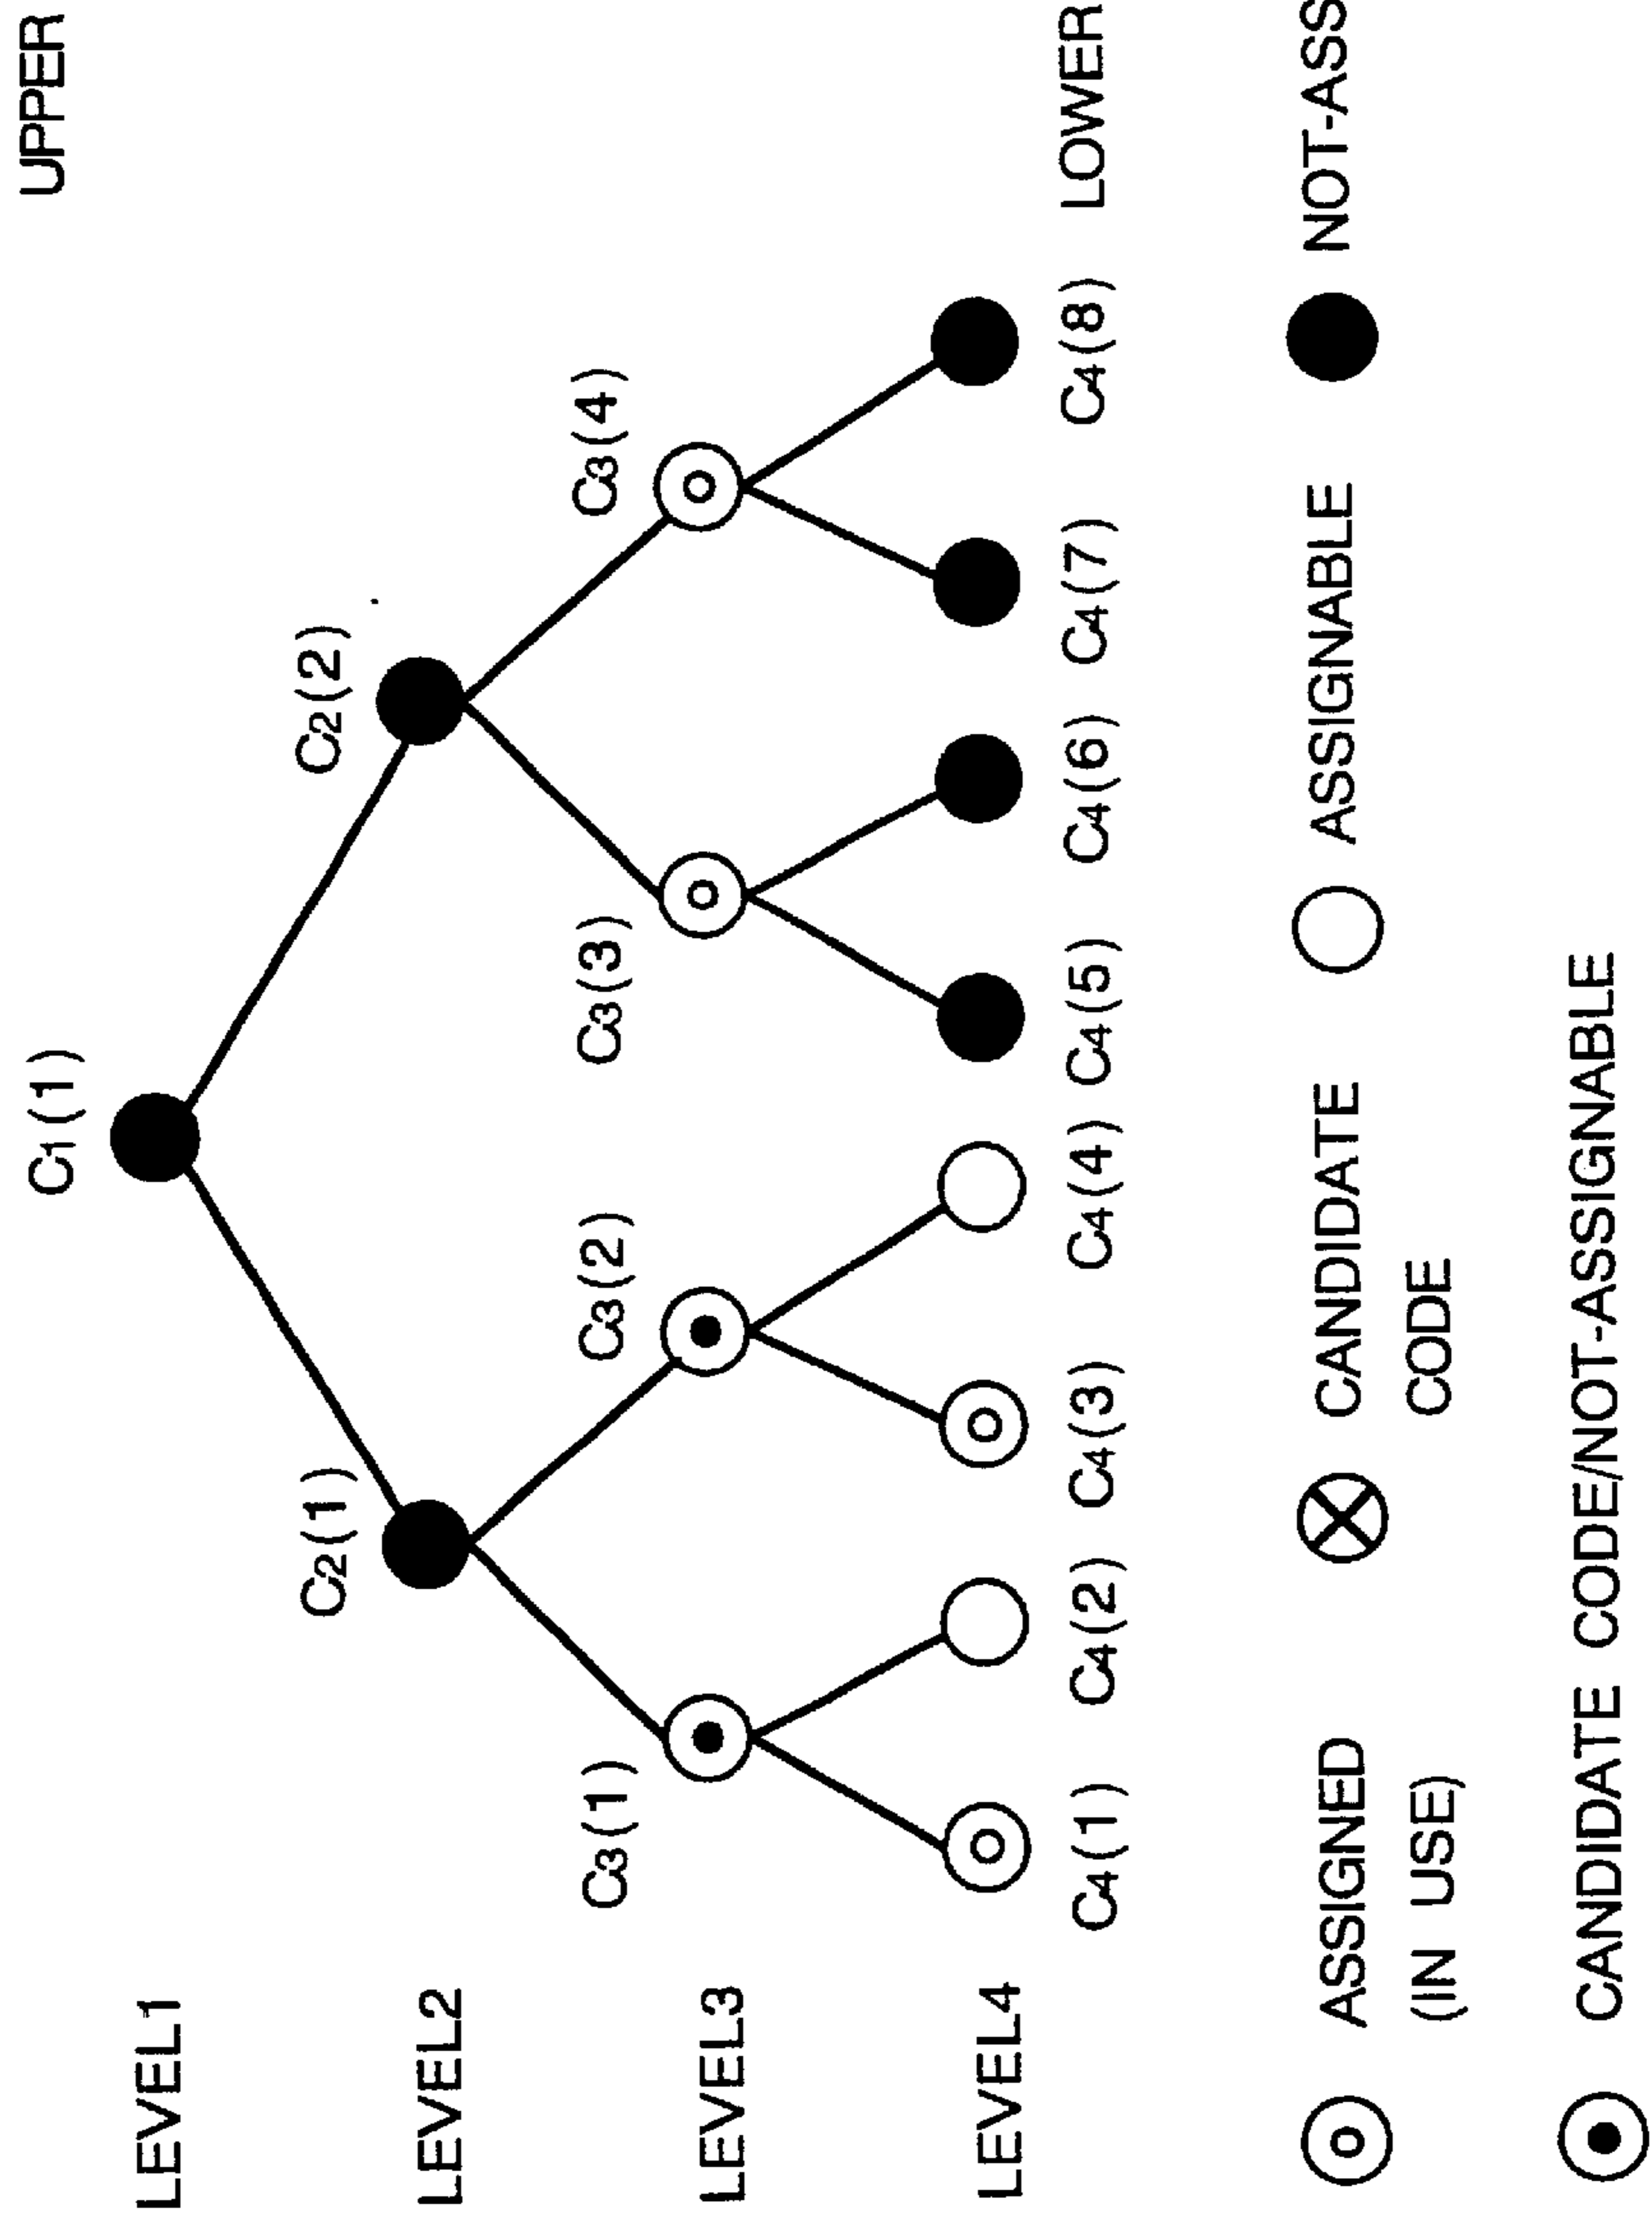 UPPER
C1(1)
LEVEL1
C2(1) C2(2)
LEVEL2
C3(1) C3(2) C3(3) C3(4)
LEVEL3
LEVEL4
C4(1) C4(2) C4(3) C4(4) C4(5) C4(6) C4(7) C4(8) LOWER
ASSIGNED CANDIDATE ASSIGNABLE NOT-ASS
(IN USE) CODE
CANDIDATE CODE/NOT-ASSIGNABLE